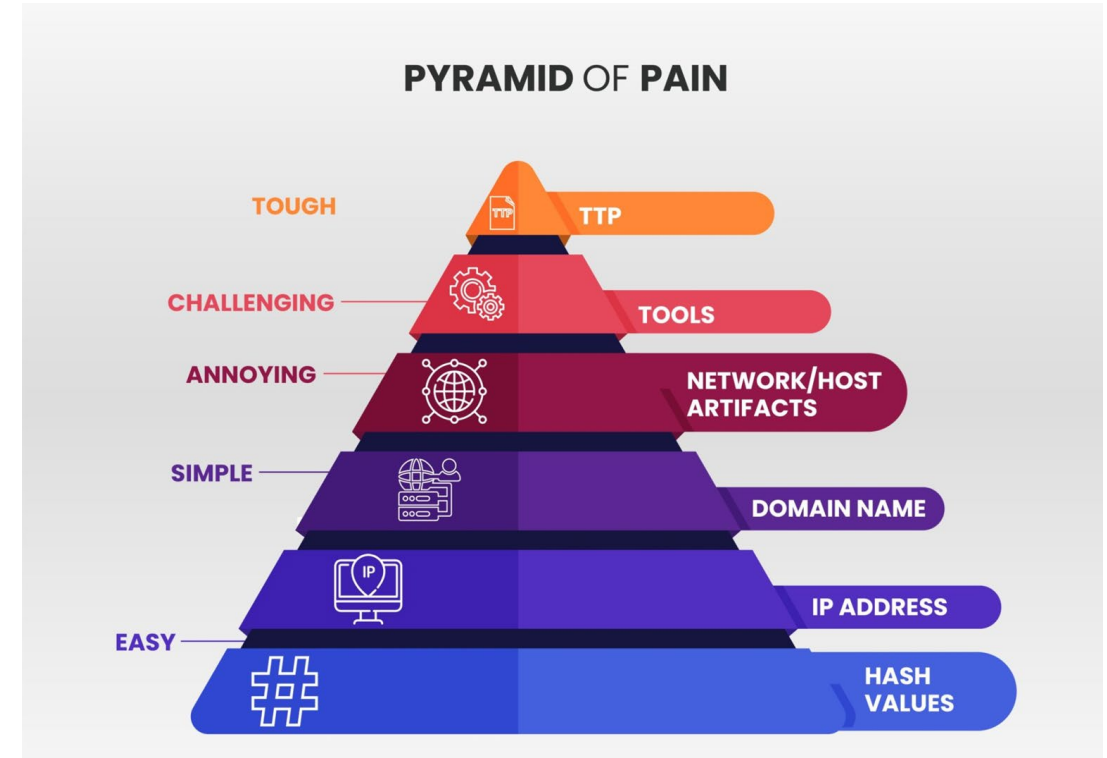 PYRAMID OF PAIN
TOUGH
TTP
TTP
CHALLENGING
TOOLS
ANNOYING
NETWORK/HOST
ARTIFACTS
SIMPLE
DOMAIN NAME
IP
IP ADDRESS
EASY
HASH
VALUES